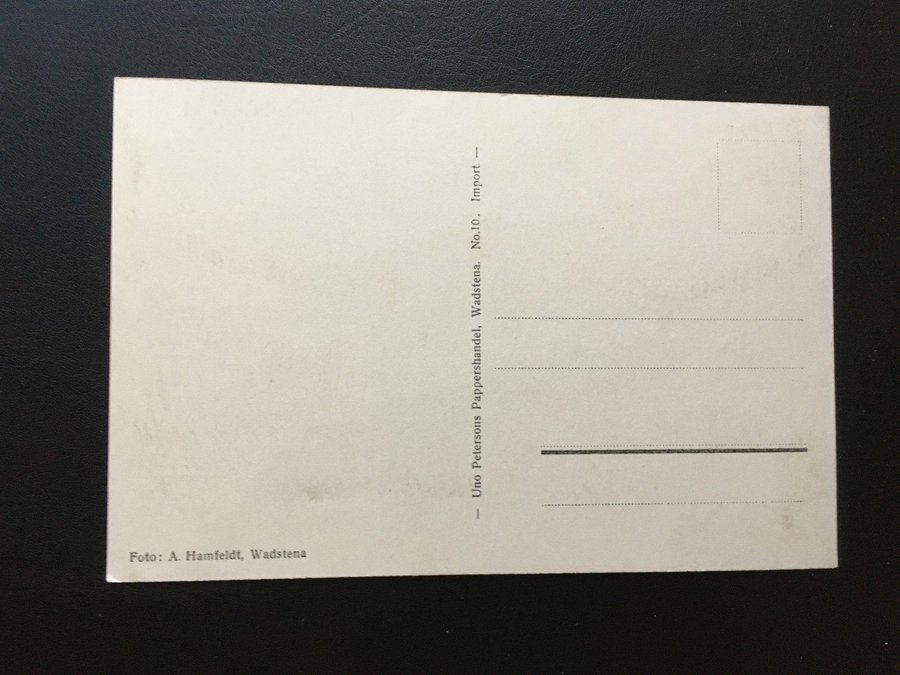 — Uno Petersons Pappershandel, Wadstena. No.10. Import —
Foto: A. Hamfeldt, Wadstena